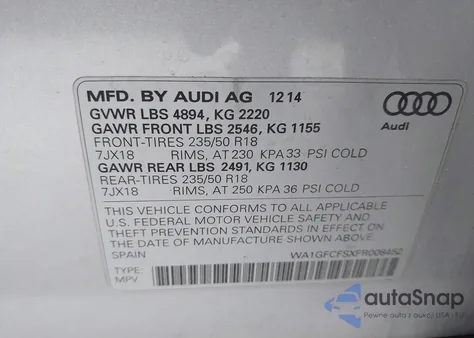 MFD. BY AUDI AG 12 14
GVWR LBS 4894, KG 2220
GAWR FRONT LBS 2546, KG 1155
FRONT-TIRES 235/50 R18
7JX18 RIMS, AT 230 KPA 33 PSI COLD
GAWR REAR LBS 2491, KG 1130
REAR-TIRES 235/50 R18
7JX18 RIMS, AT 250 KPA 36 PSI COLD
Audi
THIS VEHICLE CONFORMS TO ALL APPLICABLE
U.S. FEDERAL MOTOR VEHICLE SAFETY AND
THEFT PREVENTION STANDARDS IN EFFECT ON
THE DATE OF MANUFACTURE SHOWN ABOVE.
SPAIN
TYPE:
MPV
autaSnap
Pewne auta z USA